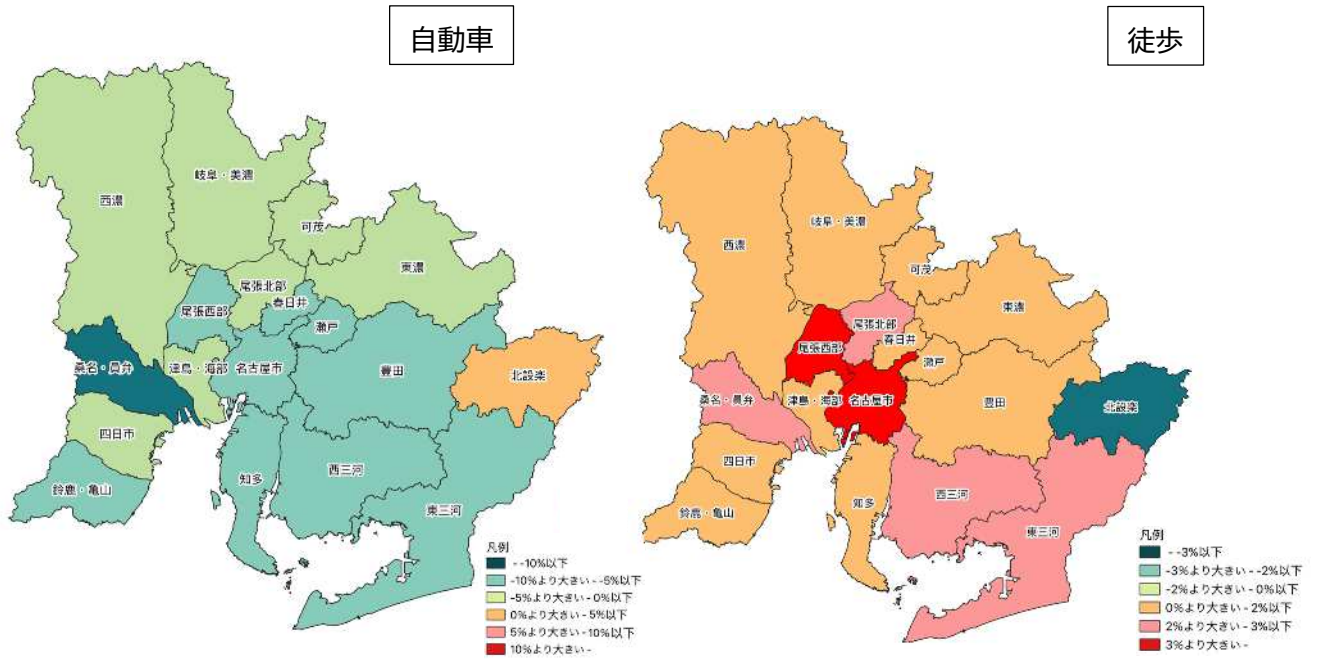 自動車
西濃
岐阜・美濃
可茂
東濃
尾張北部
春日井
尾張西部
瀬戸
桑名・員弁
津島・海部
名古屋市
豊田
北設楽
四日市
鈴鹿・亀山
知多
西三河
東三河
凡例
- -10%以下
-10%より大きい - -5%以下
-5%より大きい - 0%以下
0%より大きい - 5%以下
5%より大きい - 10%以下
10%より大きい -
徒歩
西濃
岐阜・美濃
可茂
東濃
尾張北部
春日井
尾張西部
瀬戸
桑名・員弁
津島・海部
名古屋市
豊田
北設楽
四日市
鈴鹿・亀山
知多
西三河
東三河
凡例
- -3%以下
-3%より大きい - -2%以下
-2%より大きい - 0%以下
0%より大きい - 2%以下
2%より大きい - 3%以下
3%より大きい -